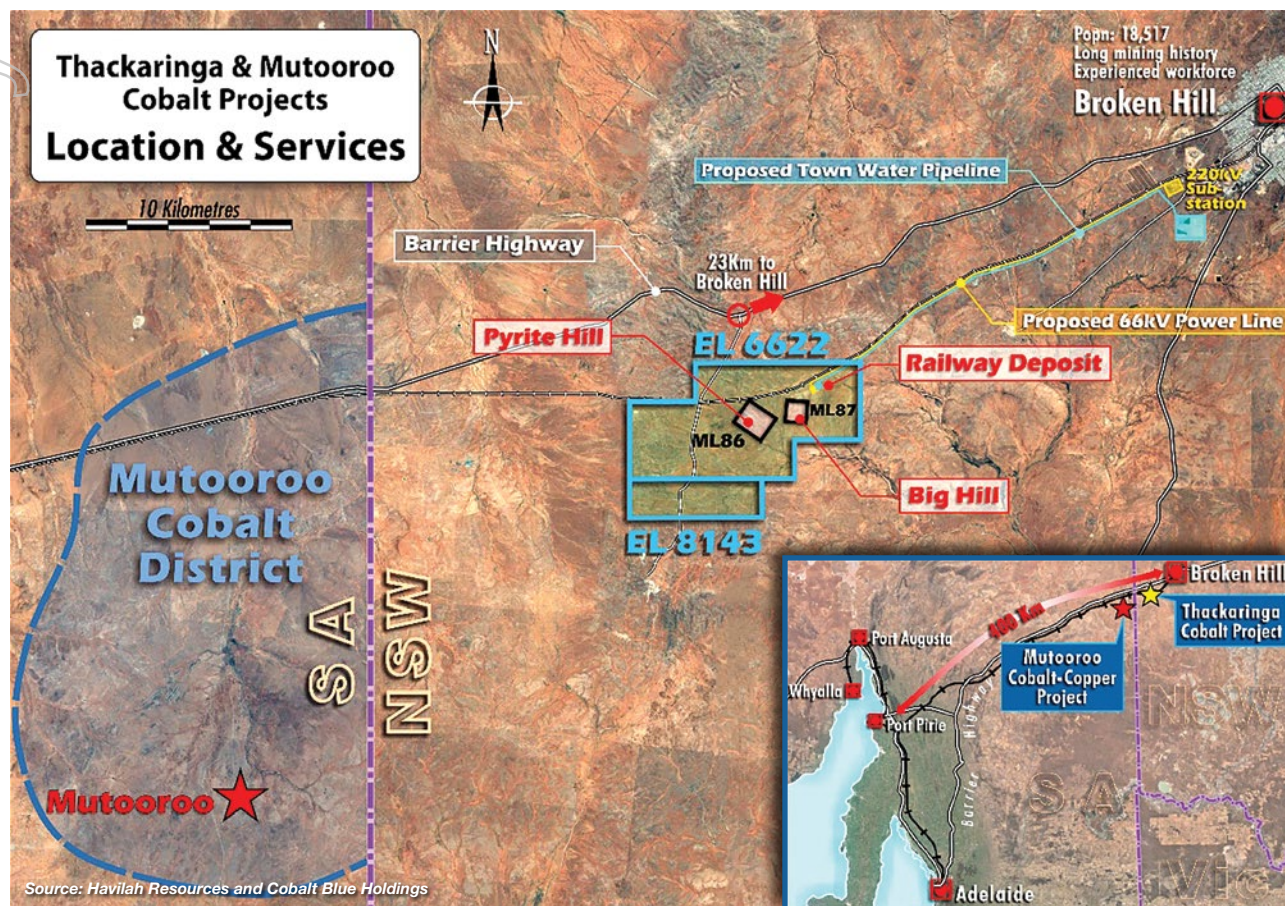 Thackaringa & Mutooroo
Cobalt Projects
Location & Services
N
Popn: 18,517
Long mining history
Experienced workforce
Broken Hill
10 Kilometres
Proposed Town Water Pipeline
220kV
Sub-
station
Barrier Highway
23Km to
Broken Hill
Proposed 66kV Power Line
Pyrite Hill
EL 6622
Railway Deposit
ML87
ML86
Big Hill
EL 8143
Mutooroo
Cobalt
District
SA
NSW
Mutooroo
Source: Havilah Resources and Cobalt Blue Holdings
Broken Hill
400 Km
Thackaringa
Cobalt Project
Port Augusta
Mutooroo
Cobalt-Copper
Project
Whyalla
Port Pirie
Barrier Highway
NSW
SA
Vic
Adelaide